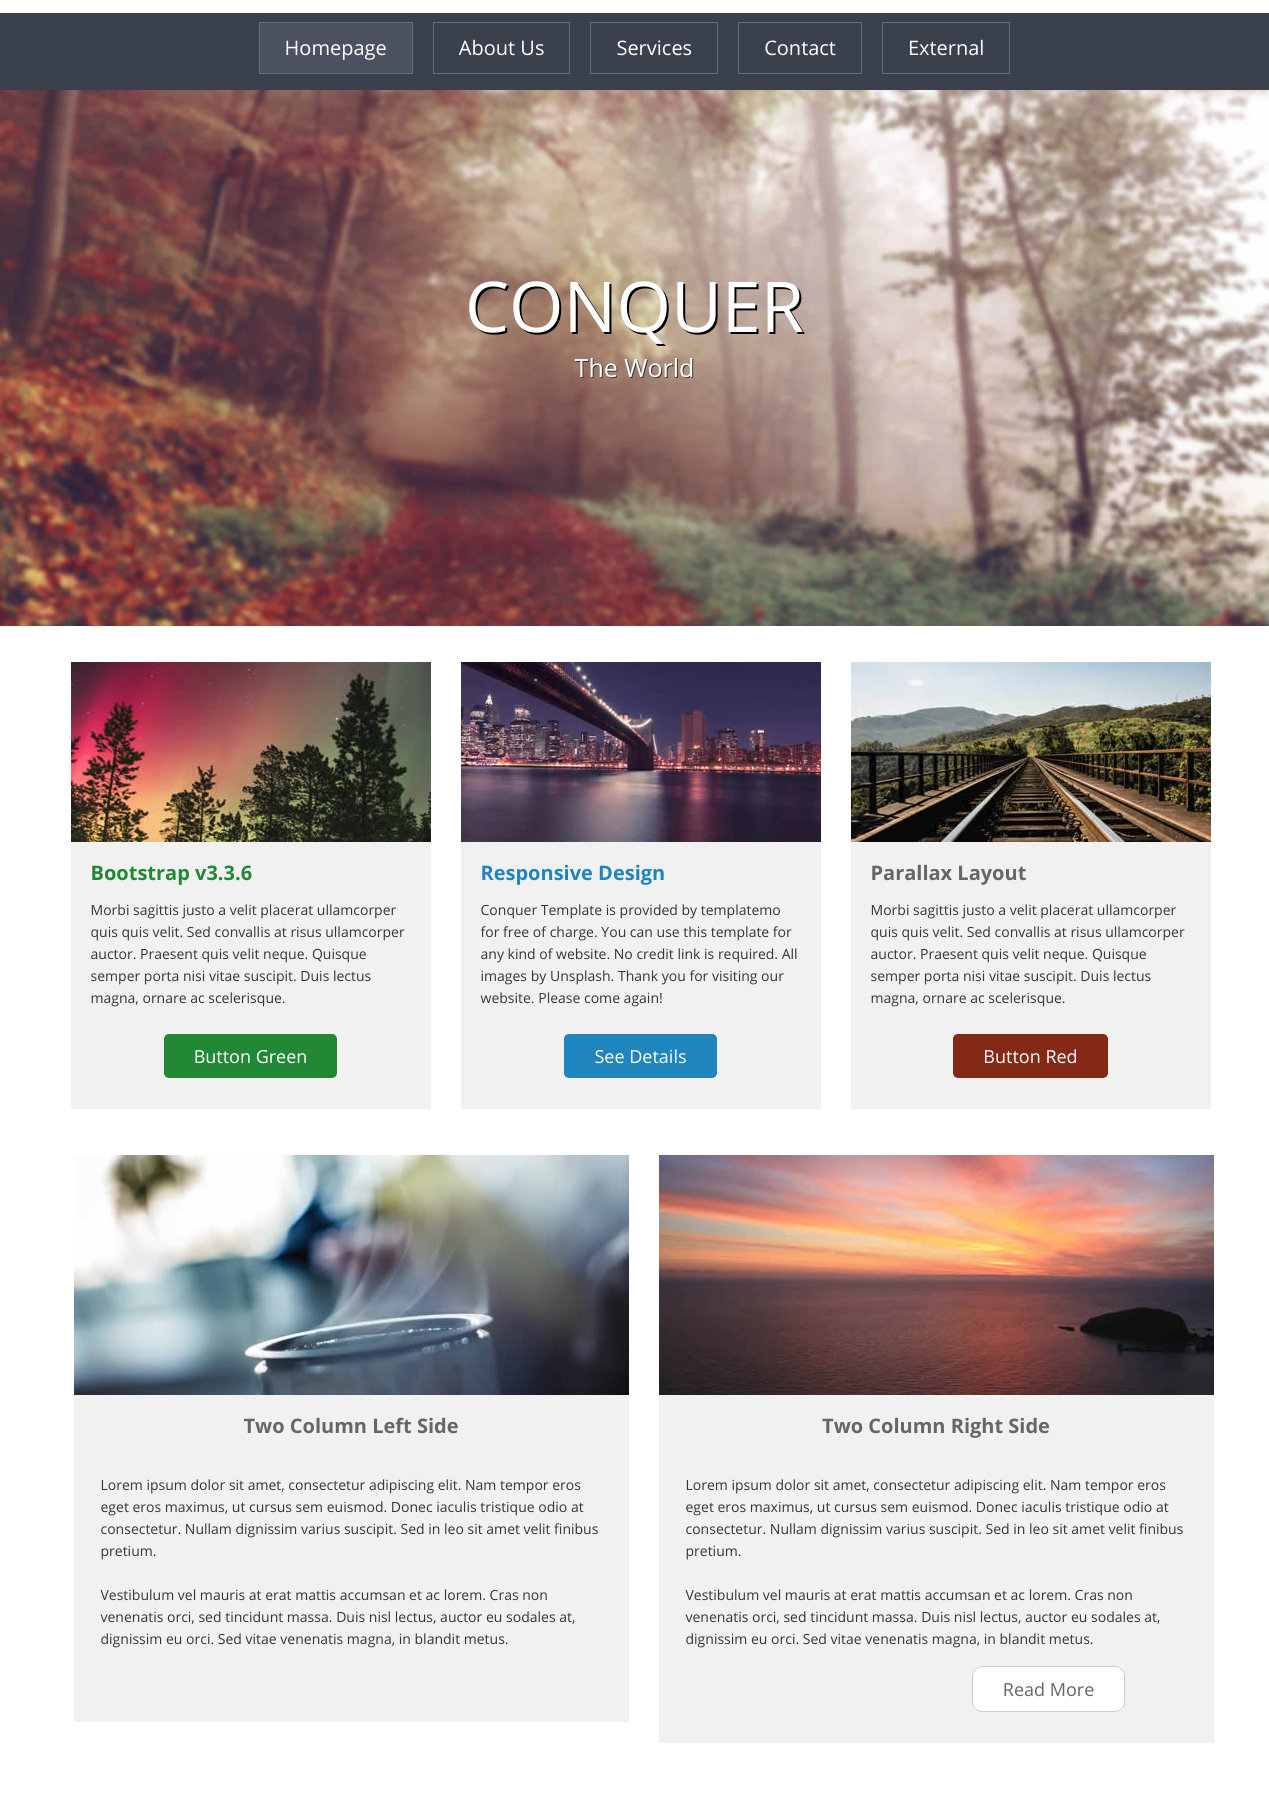 Homepage
About Us
Services
Contact
External
CONQUER
The World
Bootstrap v3.3.6
Morbi sagittis justo a velit placerat ullamcorper
quis quis velit. Sed convallis at risus ullamcorper
auctor. Praesent quis velit neque. Quisque
semper porta nisi vitae suscipit. Duis lectus
magna, ornare ac scelerisque.
Button Green
Responsive Design
Conquer Template is provided by templatemo
for free of charge. You can use this template for
any kind of website. No credit link is required. All
images by Unsplash. Thank you for visiting our
website. Please come again!
See Details
Parallax Layout
Morbi sagittis justo a velit placerat ullamcorper
quis quis velit. Sed convallis at risus ullamcorper
auctor. Praesent quis velit neque. Quisque
semper porta nisi vitae suscipit. Duis lectus
magna, ornare ac scelerisque.
Button Red
Two Column Left Side
Lorem ipsum dolor sit amet, consectetur adipiscing elit. Nam tempor eros
eget eros maximus, ut cursus sem euismod. Donec iaculis tristique odio at
consectetur. Nullam dignissim varius suscipit. Sed in leo sit amet velit finibus
pretium.
Vestibulum vel mauris at erat mattis accumsan et ac lorem. Cras non
venenatis orci, sed tincidunt massa. Duis nisl lectus, auctor eu sodales at,
dignissim eu orci. Sed vitae venenatis magna, in blandit metus.
Two Column Right Side
Lorem ipsum dolor sit amet, consectetur adipiscing elit. Nam tempor eros
eget eros maximus, ut cursus sem euismod. Donec iaculis tristique odio at
consectetur. Nullam dignissim varius suscipit. Sed in leo sit amet velit finibus
pretium.
Vestibulum vel mauris at erat mattis accumsan et ac lorem. Cras non
venenatis orci, sed tincidunt massa. Duis nisl lectus, auctor eu sodales at,
dignissim eu orci. Sed vitae venenatis magna, in blandit metus.
Read More